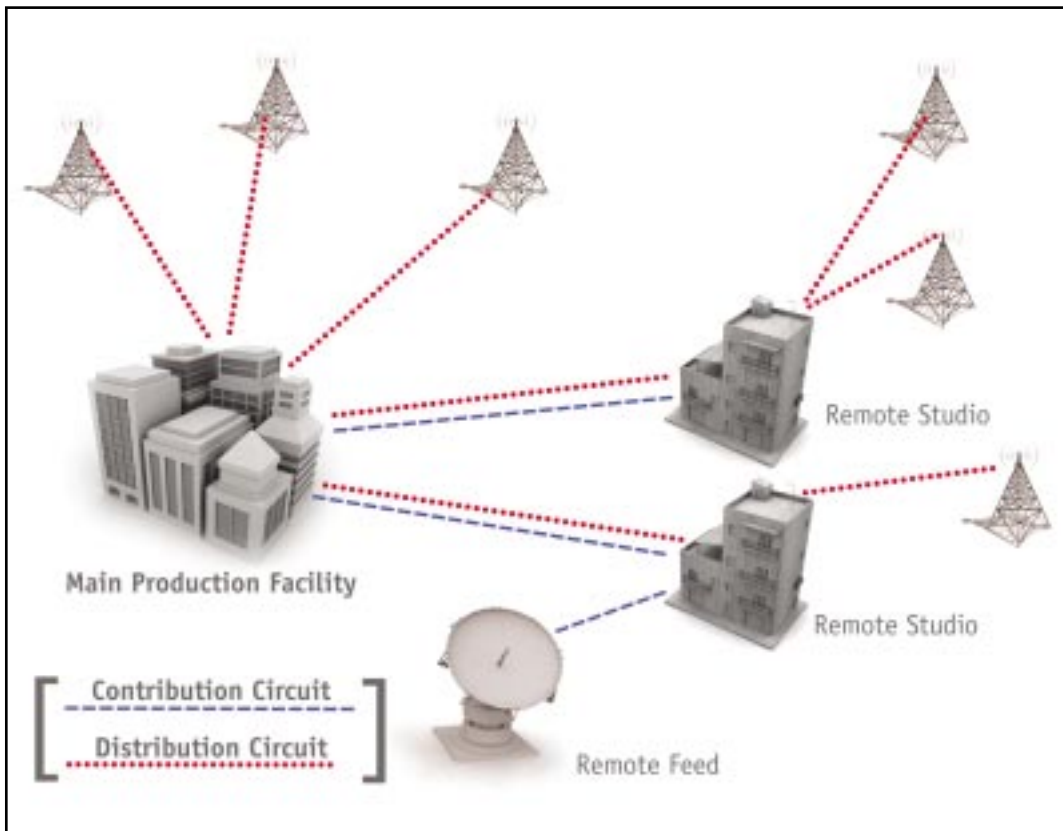 Remote Studio
Main Production Facility
Remote Studio
Contribution Circuit
Distribution Circuit
Remote Feed